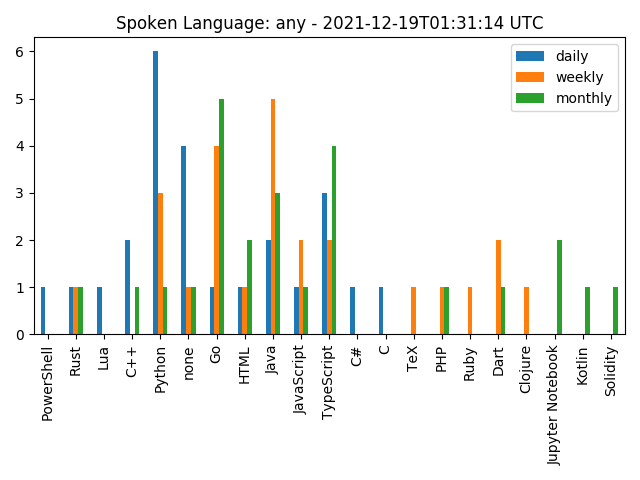 Spoken Language: any - 2021-12-19T01:31:14 UTC
daily
weekly
monthly
6
5
4
3
2
1
0
PowerShell
Rust
Lua
C++
Python
none
Go
HTML
Java
JavaScript
TypeScript
C#
C
TeX
PHP
Ruby
Dart
Clojure
Jupyter Notebook
Kotlin
Solidity